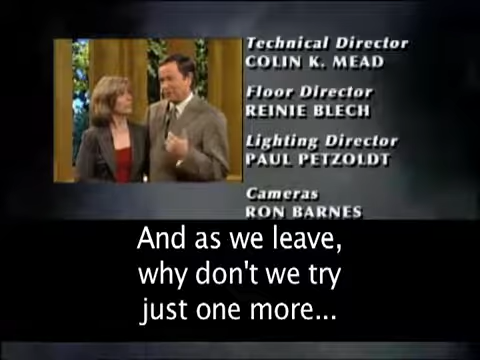 Technical Director
COLIN K. MEAD
Floor Director
REINIE BLECH
Lighting Director
PAUL PETZOLDT
Cameras
RON BARNES
And as we leave,
why don't we try
just one more...